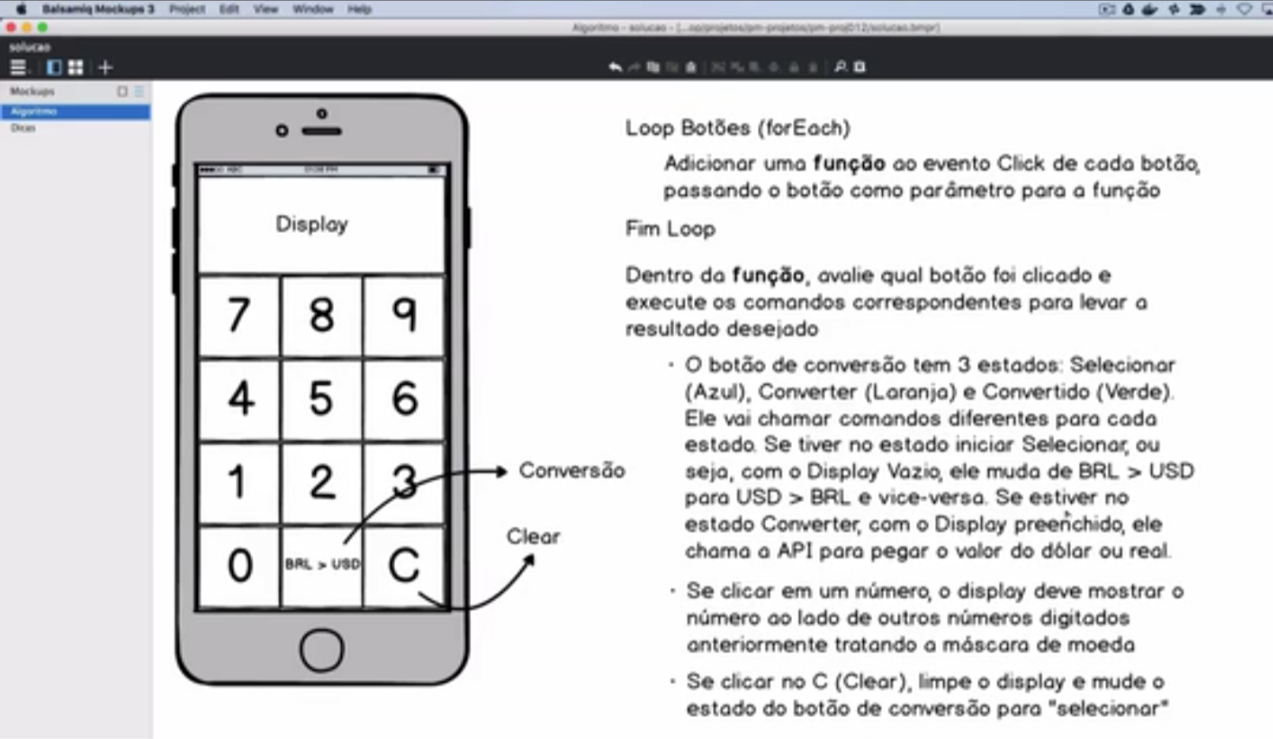 Balsamiq Mockups 3 Project Edit View Window Help
Algoritmo - solucao - [...op/projetos/pm-projetos/pm-proj012/solucao.bmpr]
solucao
Mockups
Algoritmo
Dicas
Display
7 8 9
4 5 6
1 2 3
0 BRL > USD C
Conversão
Clear
Loop Botões (forEach)
Adicionar uma função ao evento Click de cada botão,
passando o botão como parâmetro para a função
Fim Loop
Dentro da função, avalie qual botão foi clicado e
execute os comandos correspondentes para levar a
resultado desejado
· O botão de conversão tem 3 estados: Selecionar
(Azul), Converter (Laranja) e Convertido (Verde).
Ele vai chamar comandos diferentes para cada
estado. Se tiver no estado iniciar Selecionar, ou
seja, com o Display Vazio, ele muda de BRL > USD
para USD > BRL e vice-versa. Se estiver no
estado Converter, com o Display preenchido, ele
chama a API para pegar o valor do dólar ou real.
· Se clicar em um número, o display deve mostrar o
número ao lado de outros números digitados
anteriormente tratando a máscara de moeda
· Se clicar no C (Clear), limpe o display e mude o
estado do botão de conversão para "selecionar"